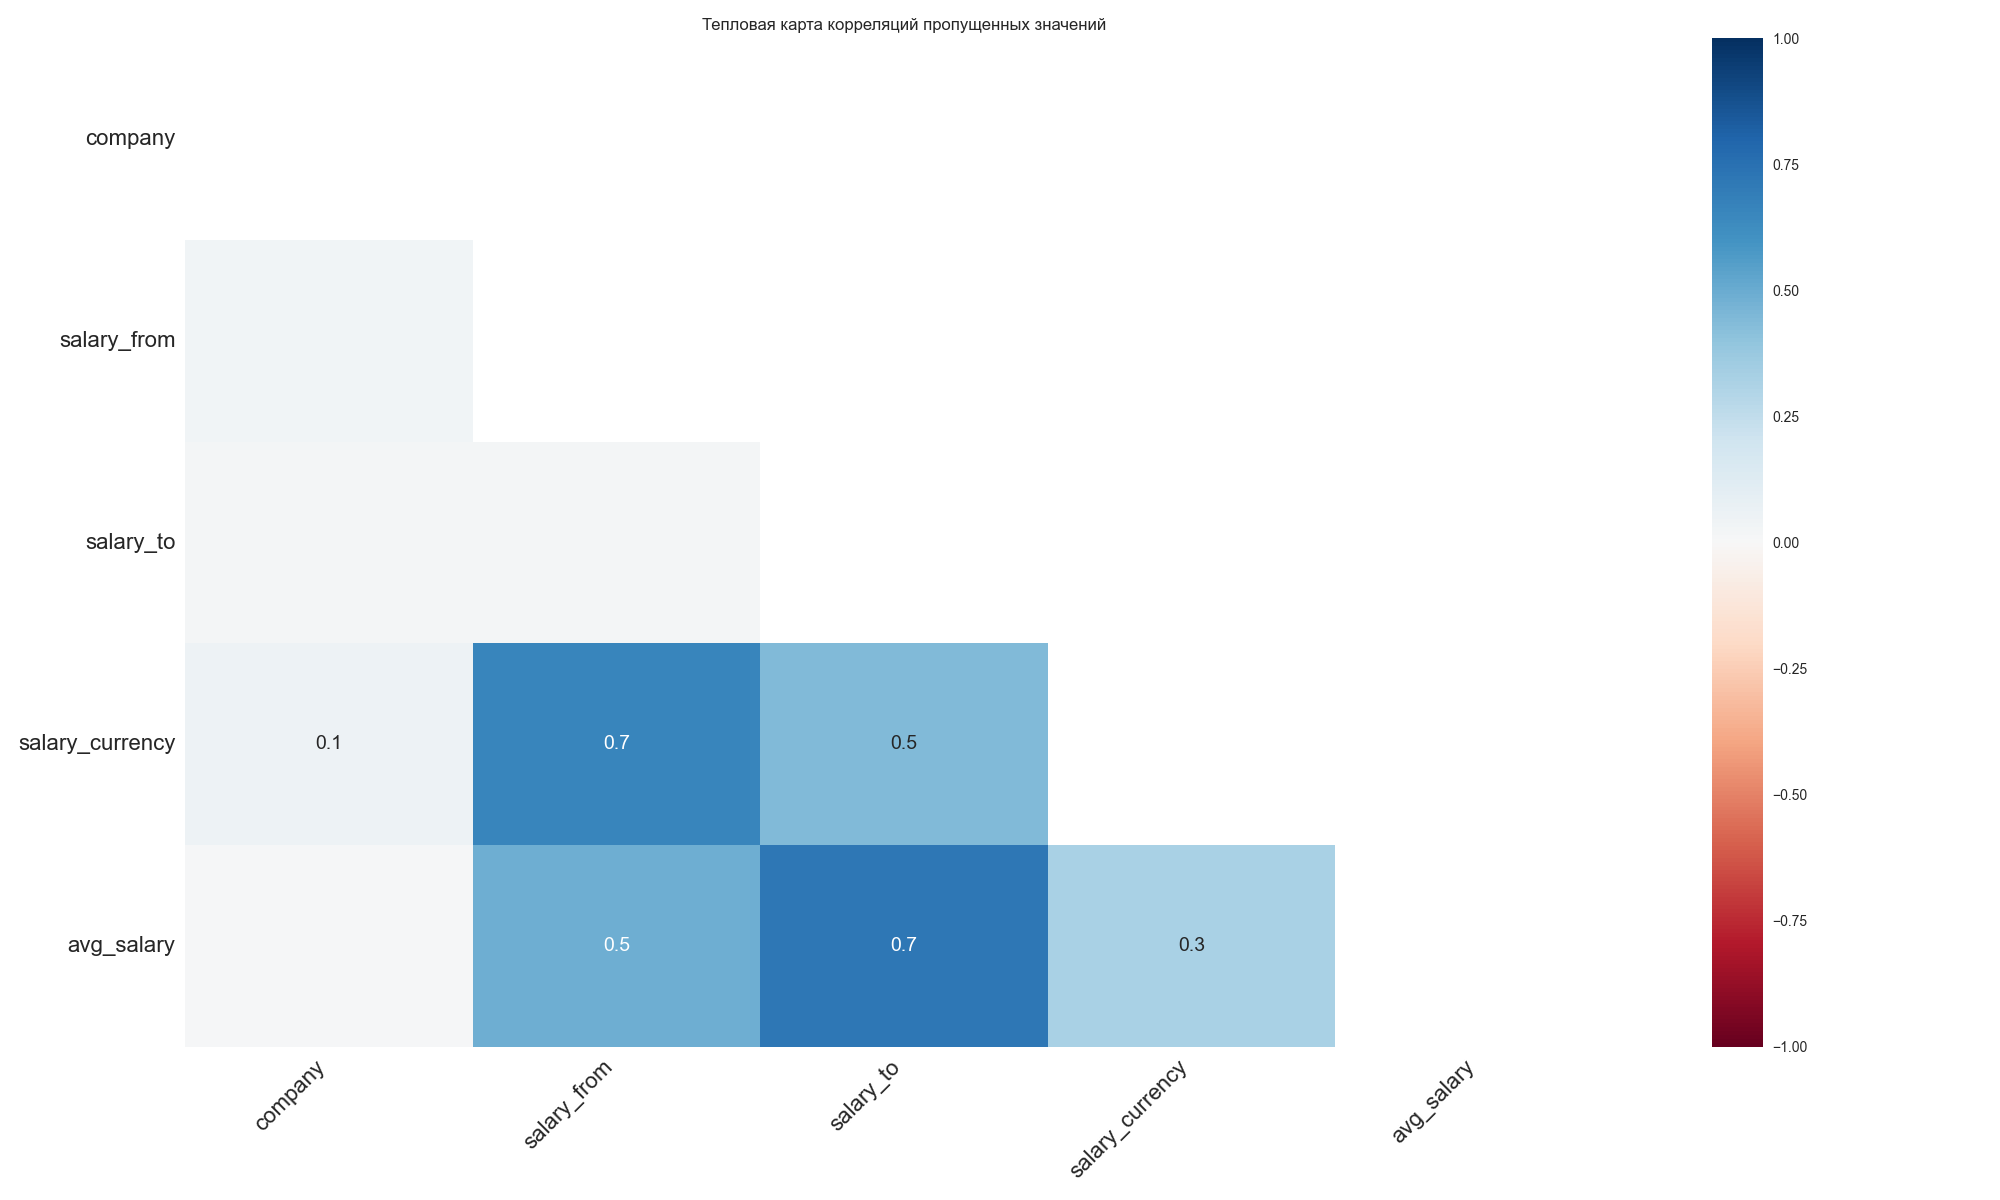 Тепловая карта корреляций пропущенных значений
company
salary_from
salary_to
salary_currency
avg_salary
0.1
0.7
0.5
0.5
0.7
0.3
company
salary_from
salary_to
salary_currency
avg_salary
1.00
0.75
0.50
0.25
0.00
−0.25
−0.50
−0.75
−1.00